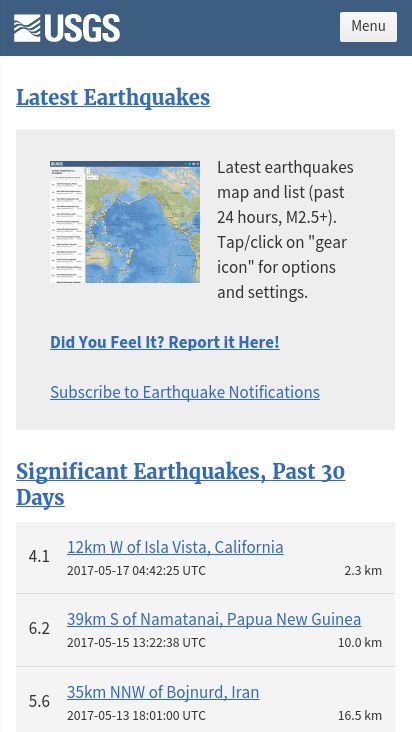 USGS
Menu
Latest Earthquakes
Latest earthquakes
map and list (past
24 hours, M2.5+).
Tap/click on "gear
icon" for options
and settings.
Did You Feel It? Report it Here!
Subscribe to Earthquake Notifications
Significant Earthquakes, Past 30
Days
4.1
12km W of Isla Vista, California
2017-05-17 04:42:25 UTC 2.3 km
6.2
39km S of Namatanai, Papua New Guinea
2017-05-15 13:22:38 UTC 10.0 km
5.6
35km NNW of Bojnurd, Iran
2017-05-13 18:01:00 UTC 16.5 km